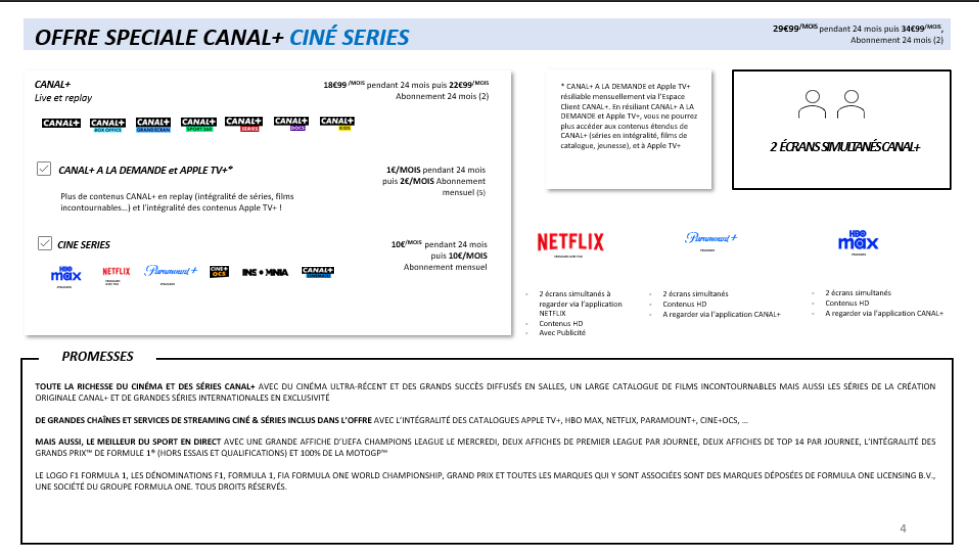 OFFRE SPECIALE CANAL+ CINÉ SERIES
29€99/MOIS pendant 24 mois puis 34€99/MOIS,
Abonnement 24 mois (2)
CANAL+
Live et replay
18€99 /MOIS pendant 24 mois puis 22€99/MOIS
Abonnement 24 mois (2)
CANAL+ CANAL+ BOX OFFICE CANAL+ GRAND ECRAN CANAL+ SPORT 360 CANAL+ SERIES CANAL+ DOCS CANAL+ KIDS
CANAL+ A LA DEMANDE et APPLE TV+*
1€/MOIS pendant 24 mois
puis 2€/MOIS Abonnement
mensuel (5)
Plus de contenus CANAL+ en replay (intégralité de séries, films
incontournables...) et l'intégralité des contenus Apple TV+ !
CINE SERIES
10€/MOIS pendant 24 mois
puis 10€/MOIS
Abonnement mensuel
HBO max NETFLIX Paramount+ CINE+ OCS INSOMNIA CANAL+
* CANAL+ A LA DEMANDE et Apple TV+
résiliable mensuellement via l'Espace
Client CANAL+. En résiliant CANAL+ A LA
DEMANDE et Apple TV+, vous ne pourrez
plus accéder aux contenus étendus de
CANAL+ (séries en intégralité, films de
catalogue, jeunesse), et à Apple TV+
2 ÉCRANS SIMULTANÉS CANAL+
NETFLIX
- 2 écrans simultanés à
regarder via l'application
NETFLIX
- Contenus HD
- Avec Publicité
Paramount+
- 2 écrans simultanés
- Contenus HD
- A regarder via l'application CANAL+
HBO max
- 2 écrans simultanés
- Contenus HD
- A regarder via l'application CANAL+
PROMESSES
TOUTE LA RICHESSE DU CINÉMA ET DES SÉRIES CANAL+ AVEC DU CINÉMA ULTRA-RÉCENT ET DES GRANDS SUCCÈS DIFFUSÉS EN SALLES, UN LARGE CATALOGUE DE FILMS INCONTOURNABLES MAIS AUSSI LES SÉRIES DE LA CRÉATION
ORIGINALE CANAL+ ET DE GRANDES SÉRIES INTERNATIONALES EN EXCLUSIVITÉ
DE GRANDES CHAÎNES ET SERVICES DE STREAMING CINÉ & SÉRIES INCLUS DANS L'OFFRE AVEC L'INTÉGRALITÉ DES CATALOGUES APPLE TV+, HBO MAX, NETFLIX, PARAMOUNT+, CINE+OCS, ...
MAIS AUSSI, LE MEILLEUR DU SPORT EN DIRECT AVEC UNE GRANDE AFFICHE D'UEFA CHAMPIONS LEAGUE LE MERCREDI, DEUX AFFICHES DE PREMIER LEAGUE PAR JOURNEE, DEUX AFFICHES DE TOP 14 PAR JOURNEE, L'INTÉGRALITÉ DES
GRANDS PRIX™ DE FORMULE 1® (HORS ESSAIS ET QUALIFICATIONS) ET 100% DE LA MOTOGP™
LE LOGO F1 FORMULA 1, LES DÉNOMINATIONS F1, FORMULA 1, FIA FORMULA ONE WORLD CHAMPIONSHIP, GRAND PRIX ET TOUTES LES MARQUES QUI Y SONT ASSOCIÉES SONT DES MARQUES DÉPOSÉES DE FORMULA ONE LICENSING B.V.,
UNE SOCIÉTÉ DU GROUPE FORMULA ONE. TOUS DROITS RÉSERVÉS.
4